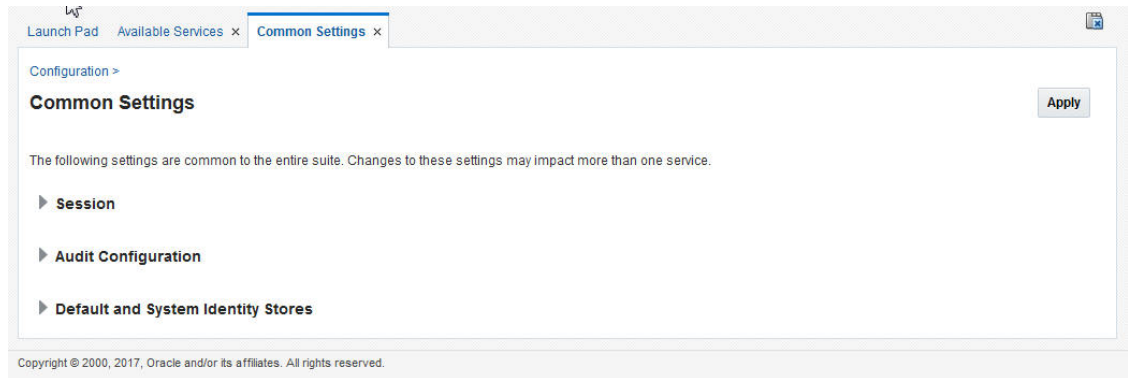 Launch Pad Available Services × Common Settings ×
Configuration >
Common Settings
Apply
The following settings are common to the entire suite. Changes to these settings may impact more than one service.
Session
Audit Configuration
Default and System Identity Stores
Copyright © 2000, 2017, Oracle and/or its affiliates. All rights reserved.